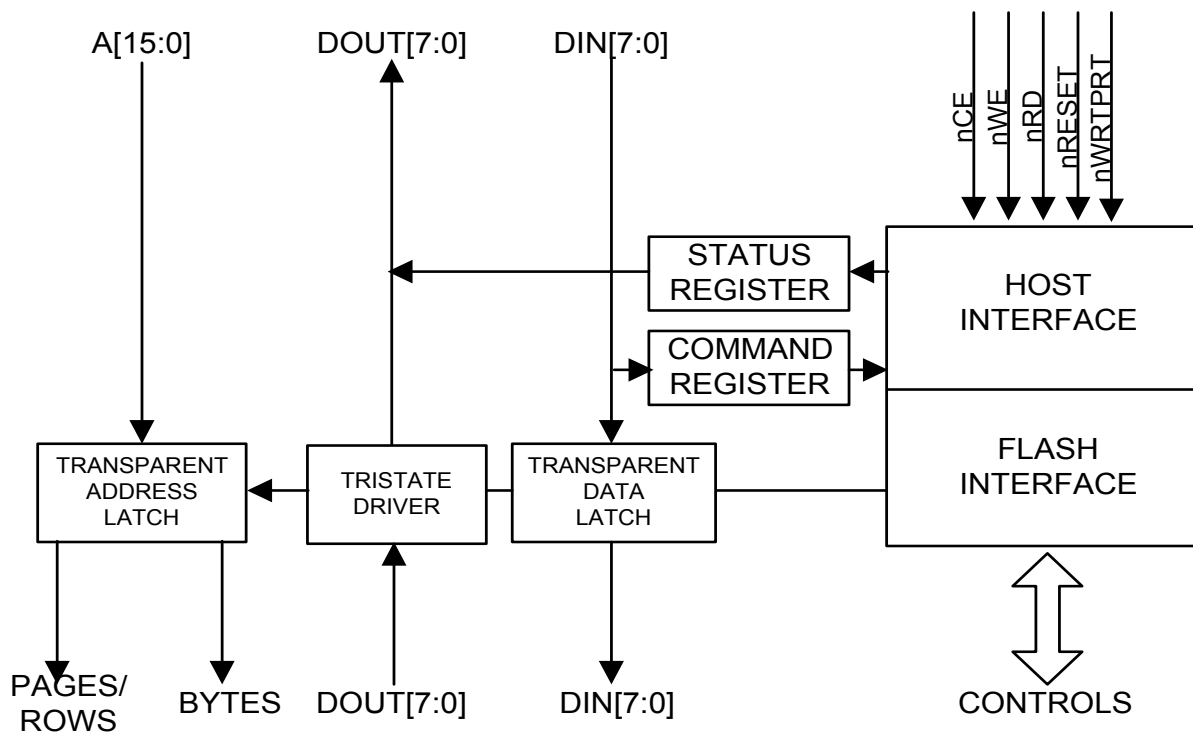 A[15:0]
DOUT[7:0]
DIN[7:0]
nCE
nWE
nRD
nRESET
nWRTPRT
STATUS
REGISTER
HOST
INTERFACE
COMMAND
REGISTER
TRANSPARENT
ADDRESS
LATCH
TRISTATE
DRIVER
TRANSPARENT
DATA
LATCH
FLASH
INTERFACE
PAGES/
ROWS
BYTES
DOUT[7:0]
DIN[7:0]
CONTROLS